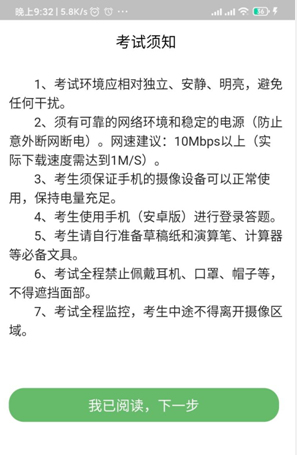 晚上9:32 | 5.8K/s
56
考试须知
1、考试环境应相对独立、安静、明亮，避免
任何干扰。
2、须有可靠的网络环境和稳定的电源（防止
意外断网断电）。网速建议：10Mbps以上（实
际下载速度需达到1M/S）。
3、考生须保证手机的摄像设备可以正常使
用，保持电量充足。
4、考生使用手机（安卓版）进行登录答题。
5、考生请自行准备草稿纸和演算笔、计算器
等必备文具。
6、考试全程禁止佩戴耳机、口罩、帽子等，
不得遮挡面部。
7、考试全程监控，考生中途不得离开摄像区
域。
我已阅读，下一步